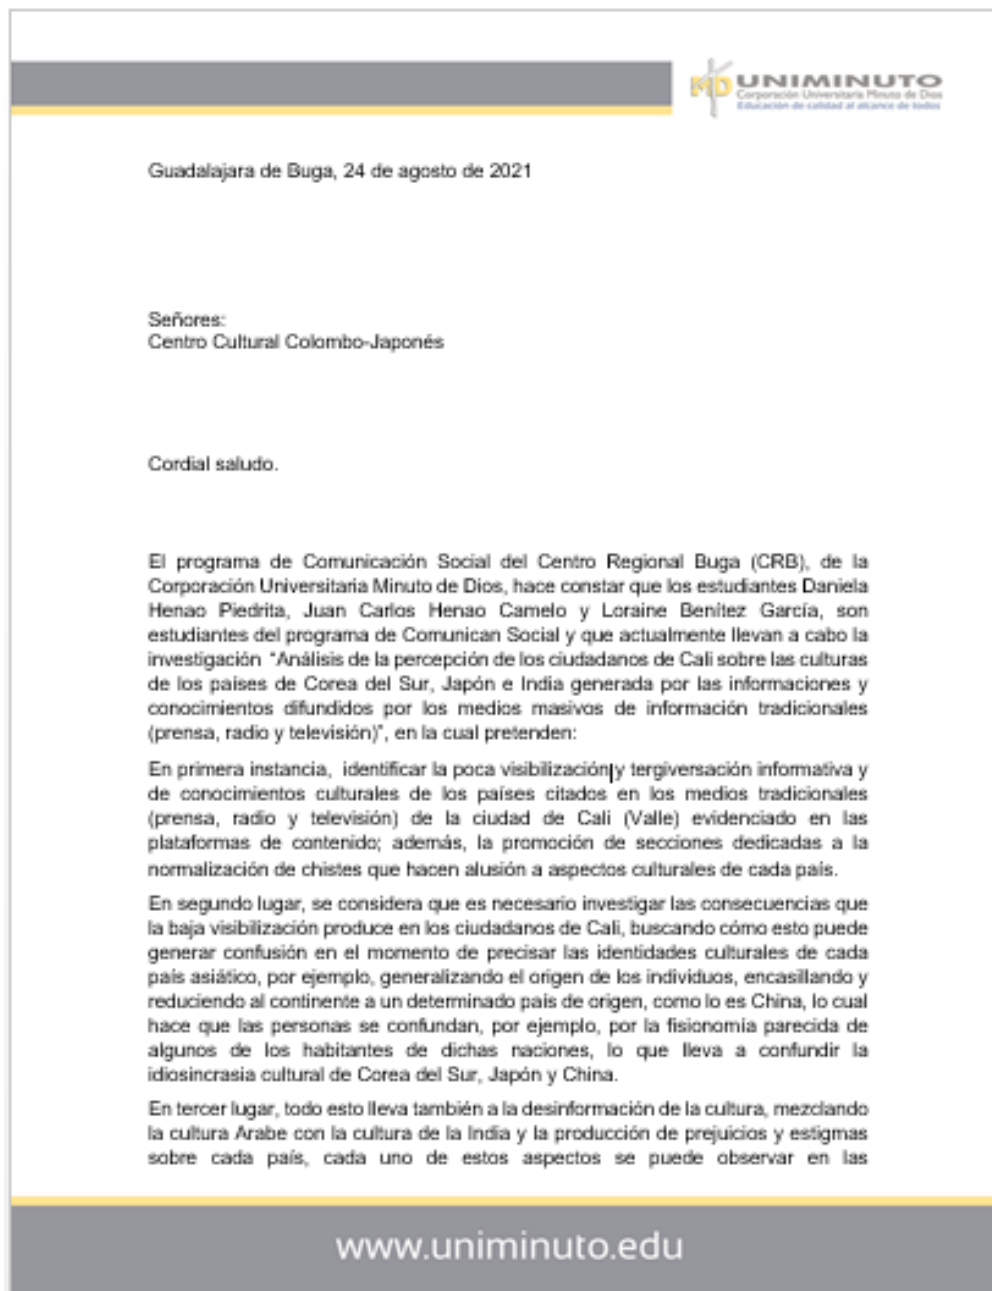 UNIMINUTO
Corporación Universitaria Minuto de Dios
Educación de calidad al alcance de todos
Guadalajara de Buga, 24 de agosto de 2021
Señores:
Centro Cultural Colombo-Japonés
Cordial saludo.
El programa de Comunicación Social del Centro Regional Buga (CRB), de la
Corporación Universitaria Minuto de Dios, hace constar que los estudiantes Daniela
Henao Piedrita, Juan Carlos Henao Camelo y Loraine Benítez García, son
estudiantes del programa de Comunican Social y que actualmente llevan a cabo la
investigación "Análisis de la percepción de los ciudadanos de Cali sobre las culturas
de los países de Corea del Sur, Japón e India generada por las informaciones y
conocimientos difundidos por los medios masivos de información tradicionales
(prensa, radio y televisión)", en la cual pretenden:
En primera instancia, identificar la poca visibilización y tergiversación informativa y
de conocimientos culturales de los países citados en los medios tradicionales
(prensa, radio y televisión) de la ciudad de Cali (Valle) evidenciado en las
plataformas de contenido; además, la promoción de secciones dedicadas a la
normalización de chistes que hacen alusión a aspectos culturales de cada país.
En segundo lugar, se considera que es necesario investigar las consecuencias que
la baja visibilización produce en los ciudadanos de Cali, buscando cómo esto puede
generar confusión en el momento de precisar las identidades culturales de cada
país asiático, por ejemplo, generalizando el origen de los individuos, encasillando y
reduciendo al continente a un determinado país de origen, como lo es China, lo cual
hace que las personas se confundan, por ejemplo, por la fisionomía parecida de
algunos de los habitantes de dichas naciones, lo que lleva a confundir la
idiosincrasia cultural de Corea del Sur, Japón y China.
En tercer lugar, todo esto lleva también a la desinformación de la cultura, mezclando
la cultura Arabe con la cultura de la India y la producción de prejuicios y estigmas
sobre cada país, cada uno de estos aspectos se puede observar en las
www.uniminuto.edu